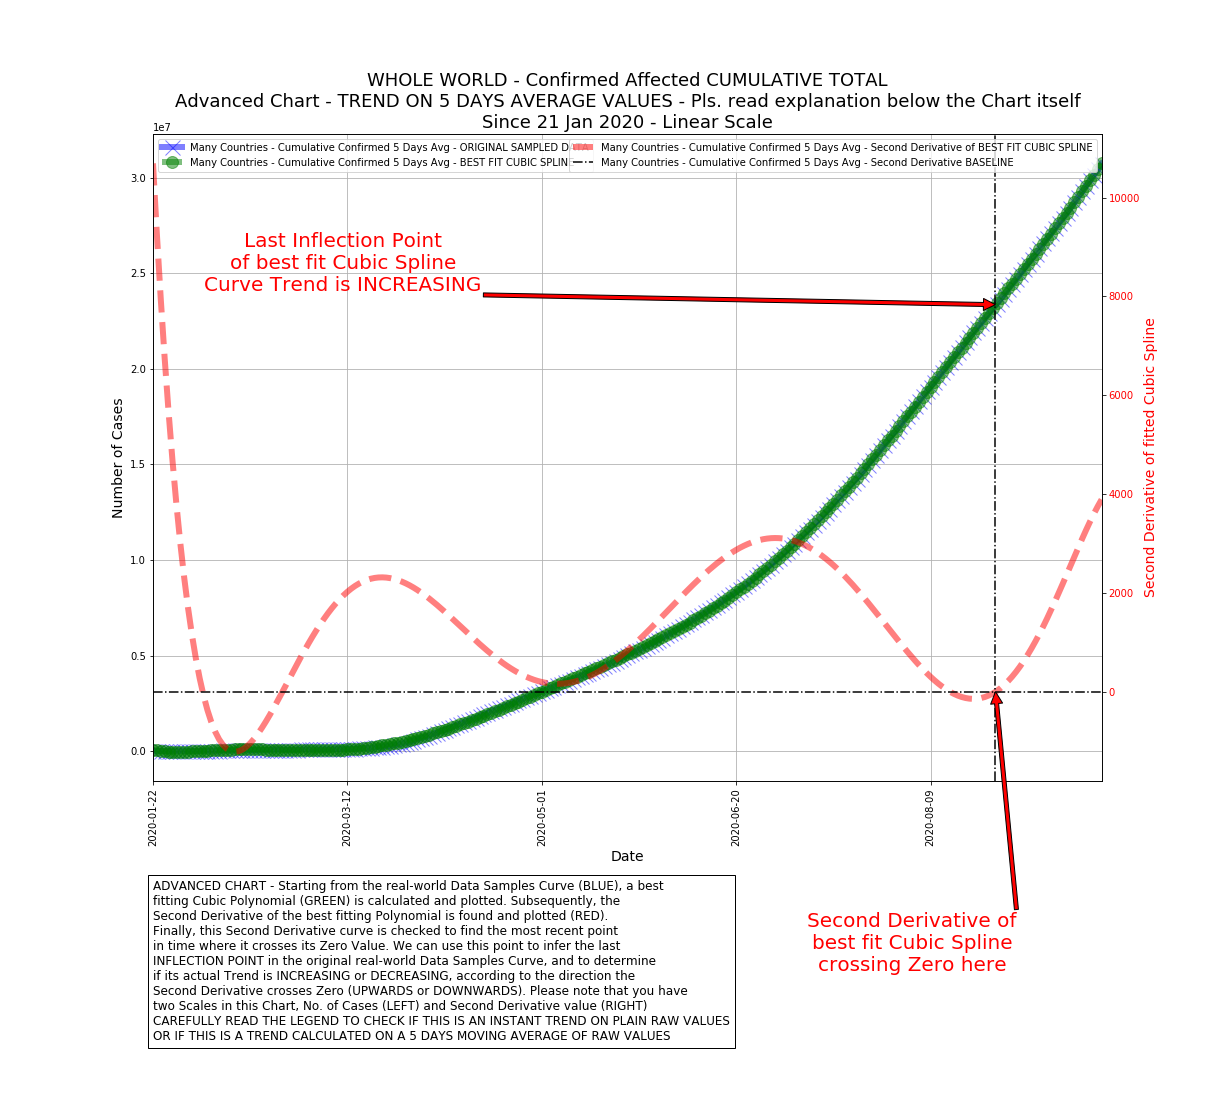 WHOLE WORLD - Confirmed Affected CUMULATIVE TOTAL
Advanced Chart - TREND ON 5 DAYS AVERAGE VALUES - Pls. read explanation below the Chart itself
Since 21 Jan 2020 - Linear Scale
1e7
Many Countries - Cumulative Confirmed 5 Days Avg - ORIGINAL SAMPLED DATA
Many Countries - Cumulative Confirmed 5 Days Avg - BEST FIT CUBIC SPLIN
Many Countries - Cumulative Confirmed 5 Days Avg - Second Derivative of BEST FIT CUBIC SPLINE
Many Countries - Cumulative Confirmed 5 Days Avg - Second Derivative BASELINE
Last Inflection Point
of best fit Cubic Spline
Curve Trend is INCREASING
Number of Cases
3.0
2.5
2.0
1.5
1.0
0.5
0.0
10000
8000
6000
4000
2000
0
Second Derivative of fitted Cubic Spline
2020-01-22
2020-03-12
2020-05-01
2020-06-20
2020-08-09
Date
ADVANCED CHART - Starting from the real-world Data Samples Curve (BLUE), a best
fitting Cubic Polynomial (GREEN) is calculated and plotted. Subsequently, the
Second Derivative of the best fitting Polynomial is found and plotted (RED).
Finally, this Second Derivative curve is checked to find the most recent point
in time where it crosses its Zero Value. We can use this point to infer the last
INFLECTION POINT in the original real-world Data Samples Curve, and to determine
if its actual Trend is INCREASING or DECREASING, according to the direction the
Second Derivative crosses Zero (UPWARDS or DOWNWARDS). Please note that you have
two Scales in this Chart, No. of Cases (LEFT) and Second Derivative value (RIGHT)
CAREFULLY READ THE LEGEND TO CHECK IF THIS IS AN INSTANT TREND ON PLAIN RAW VALUES
OR IF THIS IS A TREND CALCULATED ON A 5 DAYS MOVING AVERAGE OF RAW VALUES
Second Derivative of
best fit Cubic Spline
crossing Zero here